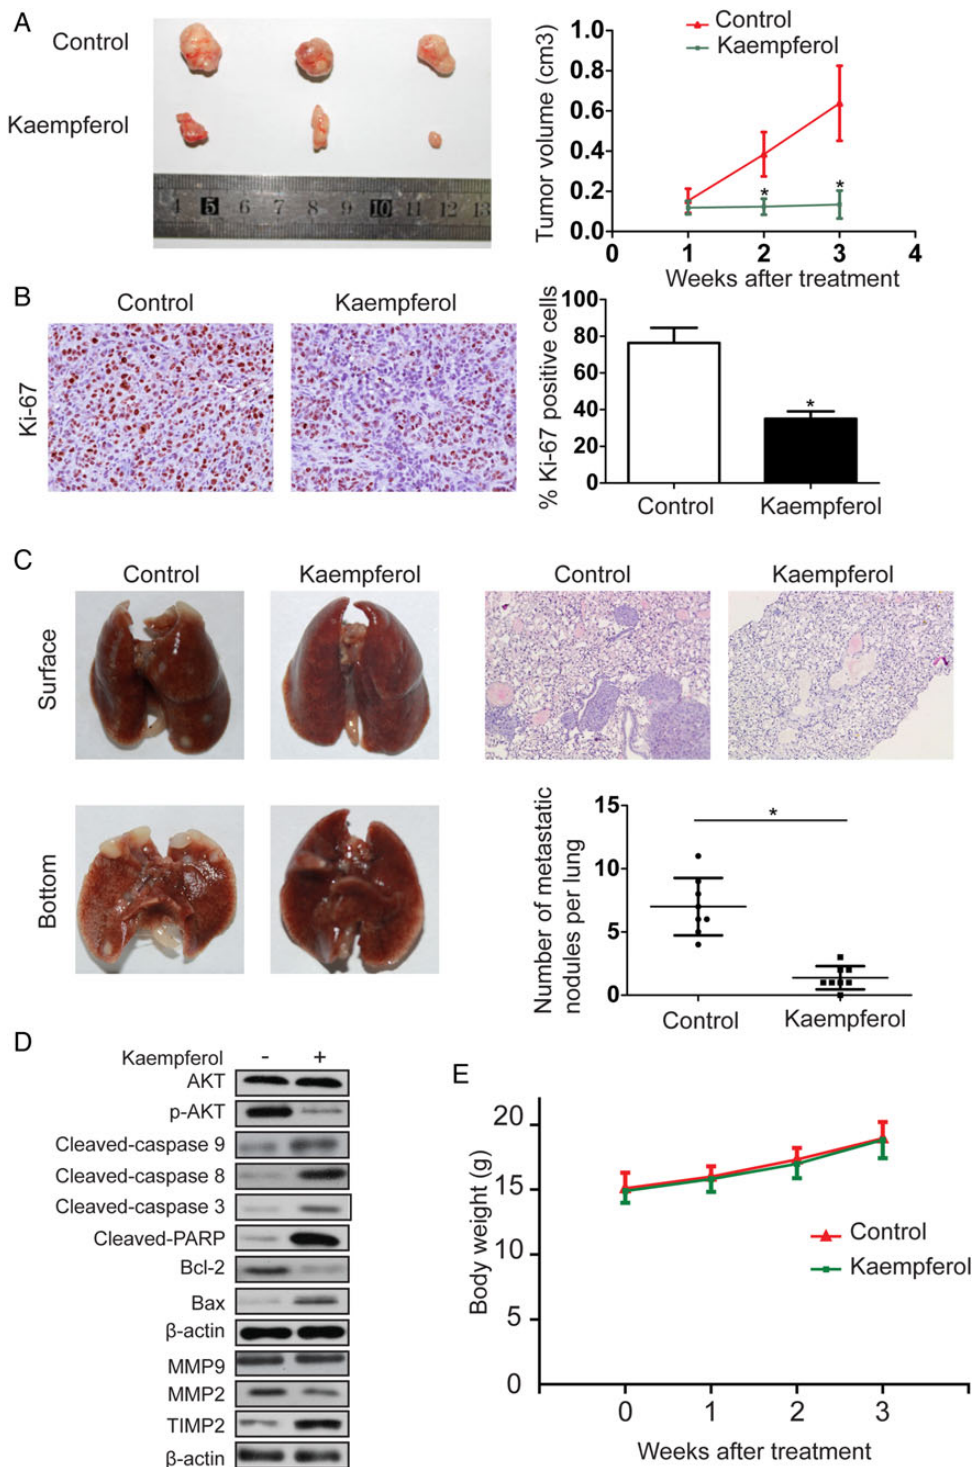 A
Control
Kaempferol
4 5 6 7 8 9 10 11 12 13
Control
Kaempferol
Tumor volume (cm3)
1.0
0.8
0.6
0.4
0.2
0.0
*
*
0 1 2 3 4
Weeks after treatment
B
Control
Kaempferol
Ki-67
% Ki-67 positive cells
100
80
60
40
20
0
*
Control
Kaempferol
C
Control
Kaempferol
Control
Kaempferol
Surface
Bottom
Number of metastatic
nodules per lung
15
10
5
0
*
Control
Kaempferol
D
Kaempferol - +
AKT
p-AKT
Cleaved-caspase 9
Cleaved-caspase 8
Cleaved-caspase 3
Cleaved-PARP
Bcl-2
Bax
β-actin
MMP9
MMP2
TIMP2
β-actin
E
Body weight (g)
20
15
10
5
0
Control
Kaempferol
0 1 2 3
Weeks after treatment